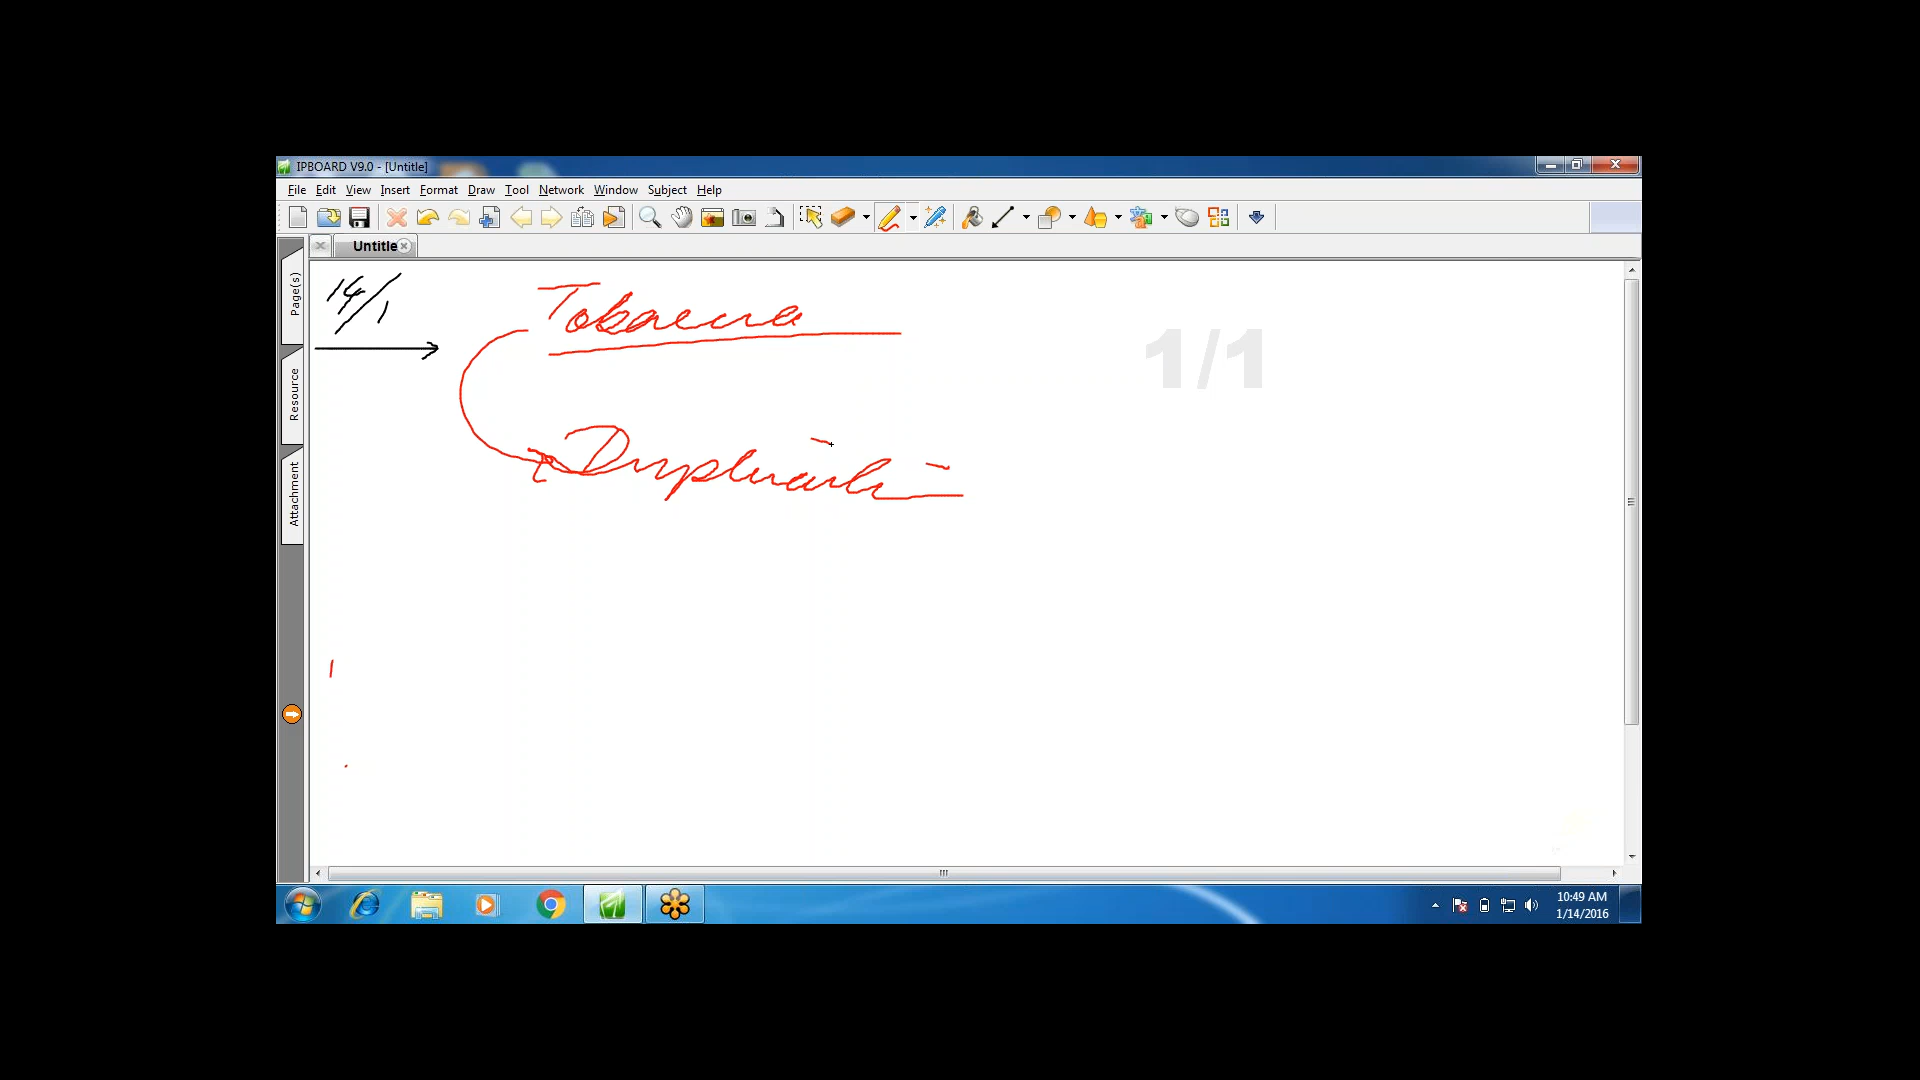 IPBOARD V9.0 - [Untitle]
File Edit View Insert Format Draw Tool Network Window Subject Help
Untitle
Page(s)
Resource
Attachment
14/1
1/1
10:49 AM
1/14/2016